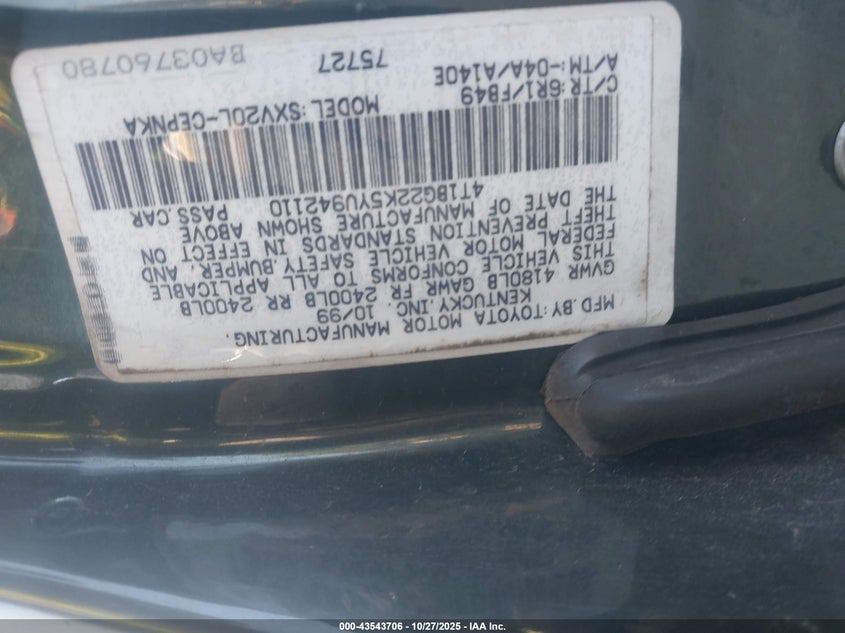 MFD.BY:TOYOTA MOTOR MANUFACTURING.
KENTUCKY,INC. 10/99
GVWR 4180LB GAWR FR 2400LB RR 2400LB
THIS VEHICLE CONFORMS TO ALL APPLICABLE
FEDERAL MOTOR VEHICLE SAFETY.BUMPER, AND
THEFT PREVENTION STANDARDS IN EFFECT ON
THE DATE OF MANUFACTURE SHOWN ABOVE
4T1BG22K5YU942110 PASS.CAR
C/TR:6R1/FB49 MODEL:SXV20L-CEPNKA
A/TM:-04A/A140E
75727 BA03760780
000-43543706 - 10/27/2025 - IAA Inc.